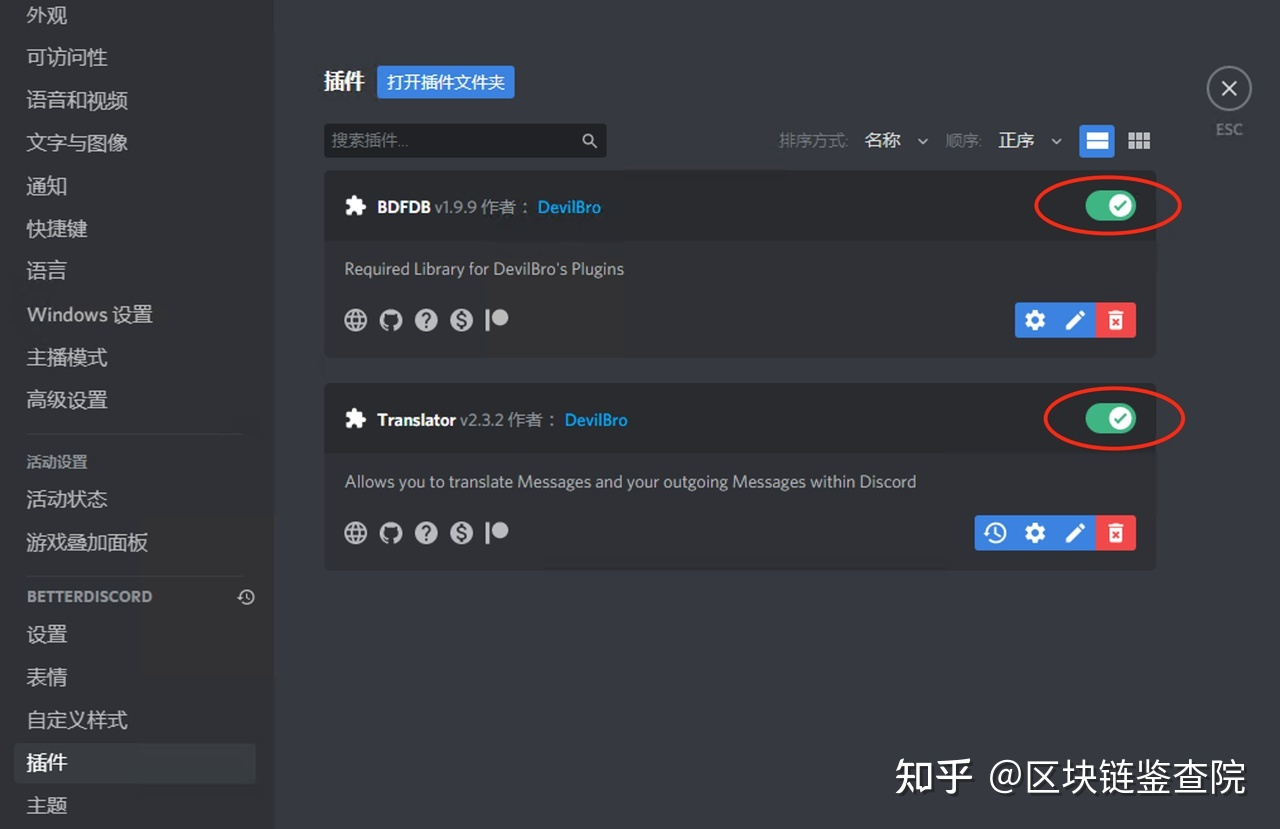 外观
可访问性
语音和视频
文字与图像
通知
快捷键
语言
Windows 设置
主播模式
高级设置
活动设置
活动状态
游戏叠加面板
BETTERDISCORD
设置
表情
自定义样式
插件
主题
插件 打开插件文件夹
ESC
搜索插件... 排序方式: 名称 顺序: 正序
BDFDB v1.9.9 作者： DevilBro
Required Library for DevilBro's Plugins
Translator v2.3.2 作者： DevilBro
Allows you to translate Messages and your outgoing Messages within Discord
知乎 @区块链鉴查院